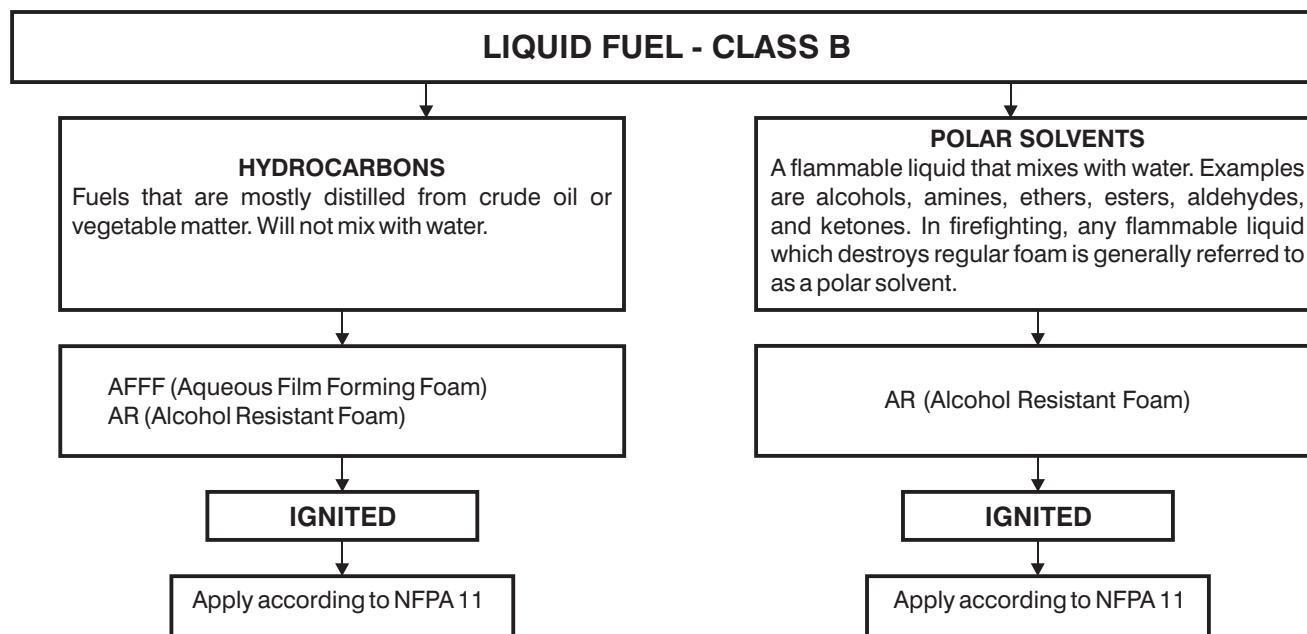 LIQUID FUEL - CLASS B
HYDROCARBONS
Fuels that are mostly distilled from crude oil or
vegetable matter. Will not mix with water.
POLAR SOLVENTS
A flammable liquid that mixes with water. Examples
are alcohols, amines, ethers, esters, aldehydes,
and ketones. In firefighting, any flammable liquid
which destroys regular foam is generally referred to
as a polar solvent.
AFFF (Aqueous Film Forming Foam)
AR (Alcohol Resistant Foam)
AR (Alcohol Resistant Foam)
IGNITED
IGNITED
Apply according to NFPA 11
Apply according to NFPA 11